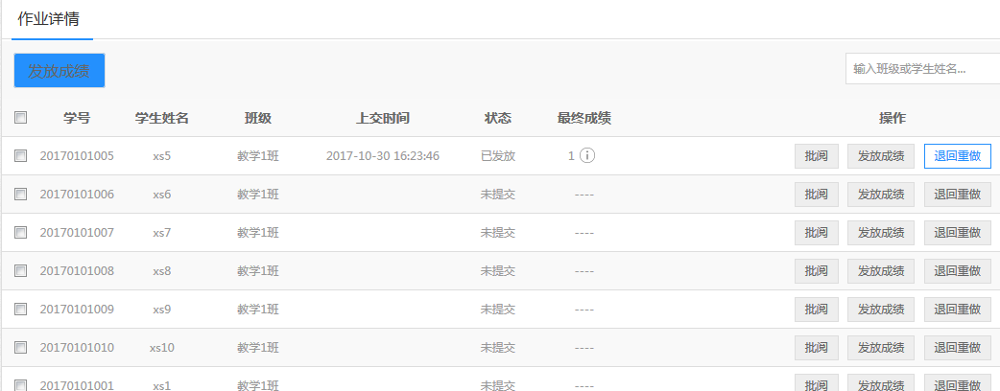 作业详情
发放成绩
输入班级或学生姓名...
学号 学生姓名 班级 上交时间 状态 最终成绩 操作
20170101005 xs5 教学1班 2017-10-30 16:23:46 已发放 1 批阅 发放成绩 退回重做
20170101006 xs6 教学1班 未提交 ---- 批阅 发放成绩 退回重做
20170101007 xs7 教学1班 未提交 ---- 批阅 发放成绩 退回重做
20170101008 xs8 教学1班 未提交 ---- 批阅 发放成绩 退回重做
20170101009 xs9 教学1班 未提交 ---- 批阅 发放成绩 退回重做
20170101010 xs10 教学1班 未提交 ---- 批阅 发放成绩 退回重做
20170101001 xs1 教学1班 未提交 ---- 批阅 发放成绩 退回重做